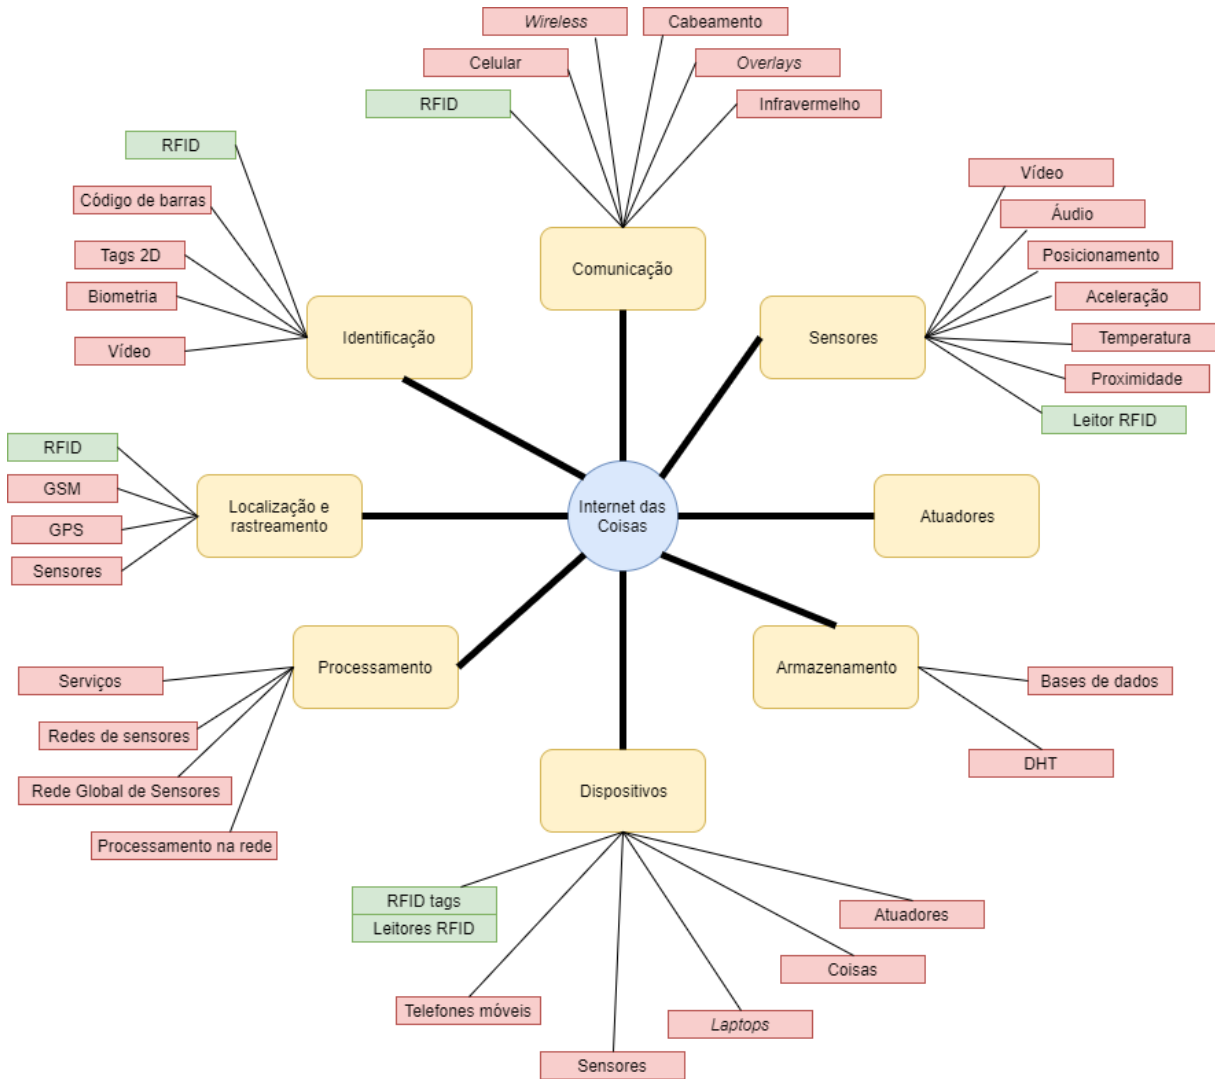 Wireless
Cabeamento
Celular
Overlays
RFID
Infravermelho
RFID
Código de barras
Tags 2D
Biometria
Vídeo
Identificação
Comunicação
Vídeo
Áudio
Posicionamento
Aceleração
Temperatura
Proximidade
Leitor RFID
Sensores
RFID
GSM
GPS
Sensores
Localização e
rastreamento
Internet das
Coisas
Atuadores
Serviços
Redes de sensores
Rede Global de Sensores
Processamento na rede
Processamento
Armazenamento
Bases de dados
DHT
Dispositivos
RFID tags
Leitores RFID
Telefones móveis
Sensores
Laptops
Coisas
Atuadores